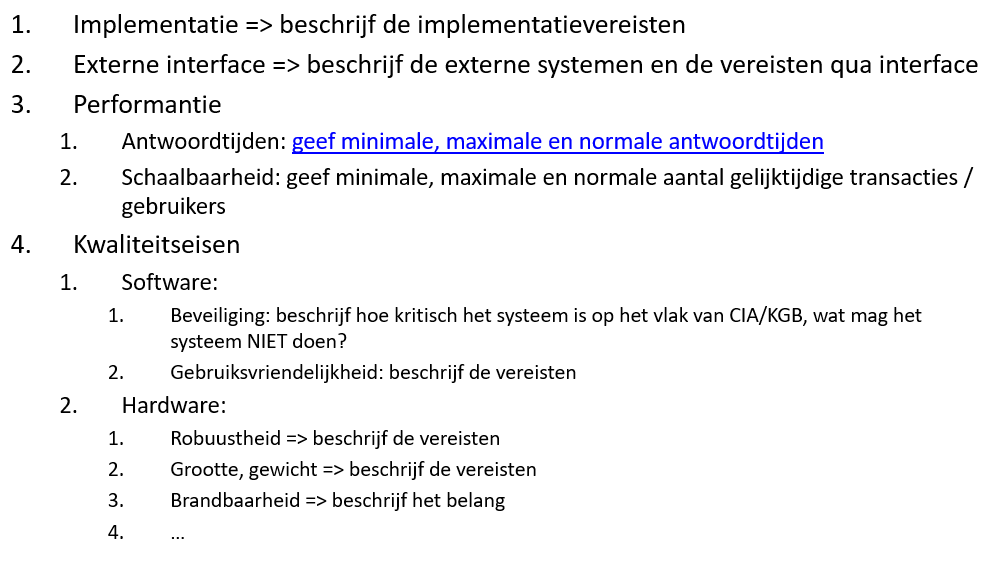 1. Implementatie => beschrijf de implementatievereisten
2. Externe interface => beschrijf de externe systemen en de vereisten qua interface
3. Performantie
1. Antwoordtijden: geef minimale, maximale en normale antwoordtijden
2. Schaalbaarheid: geef minimale, maximale en normale aantal gelijktijdige transacties /
gebruikers
4. Kwaliteitseisen
1. Software:
1. Beveiliging: beschrijf hoe kritisch het systeem is op het vlak van CIA/KGB, wat mag het
systeem NIET doen?
2. Gebruiksvriendelijkheid: beschrijf de vereisten
2. Hardware:
1. Robuustheid => beschrijf de vereisten
2. Grootte, gewicht => beschrijf de vereisten
3. Brandbaarheid => beschrijf het belang
4. …